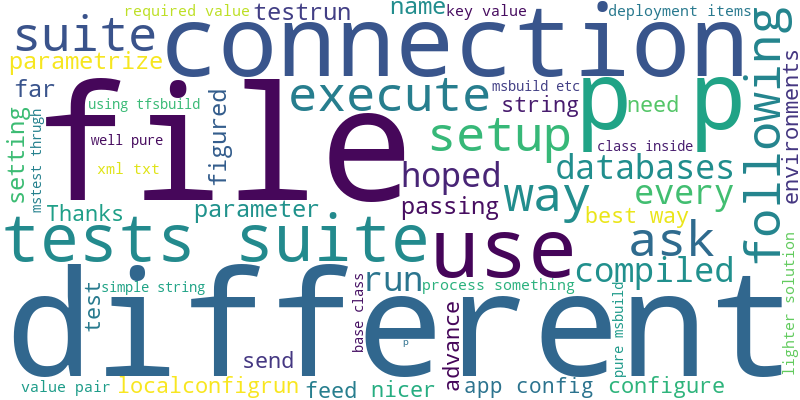 required value
testrun
name
key value
deployment items
suite
connection
following
parametrize
environments
far
file
using tfsbuild
figured
execute
msbuild etc
string
p p
need
setting
mstest thrugh
well pure
setup
class inside
xml txt
hoped
databases
way
every
Thanks
parameter
passing
best way
tests suite
use
ask
compiled
lighter solution
different
run
process something
test
simple string
base class
pure msbuild
p
advance
send
value pair
localconfigrun
feed
nicer
app config
configure